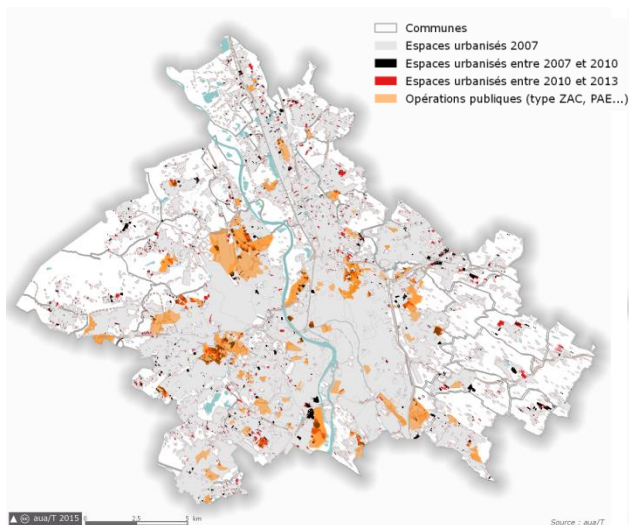 Communes
Espaces urbanisés 2007
Espaces urbanisés entre 2007 et 2010
Espaces urbanisés entre 2010 et 2013
Opérations publiques (type ZAC, PAE...)
aua/T 2015
0 2,5 5 km
Source : aua/T